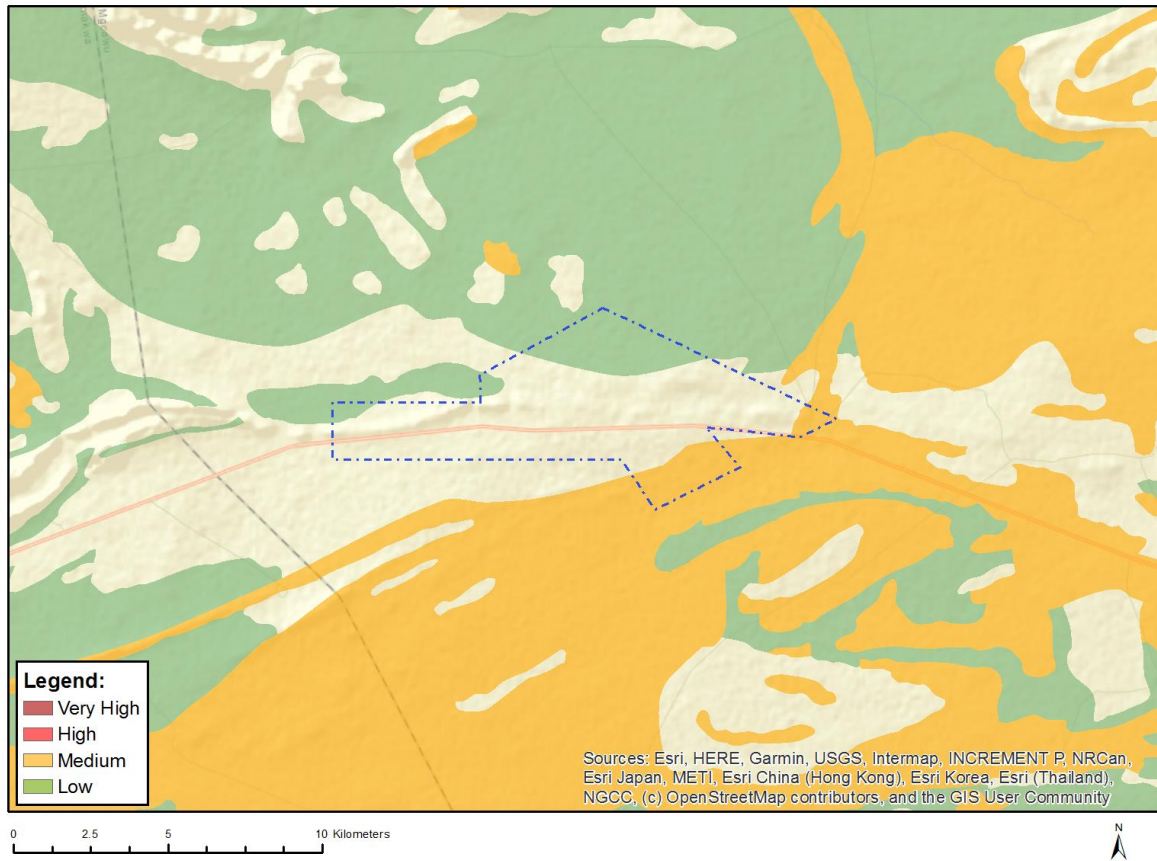 Legend:
Very High
High
Medium
Low
Sources: Esri, HERE, Garmin, USGS, Intermap, INCREMENT P, NRCan,
Esri Japan, METI, Esri China (Hong Kong), Esri Korea, Esri (Thailand),
NGCC, (c) OpenStreetMap contributors, and the GIS User Community
0 2.5 5 10 Kilometers
N